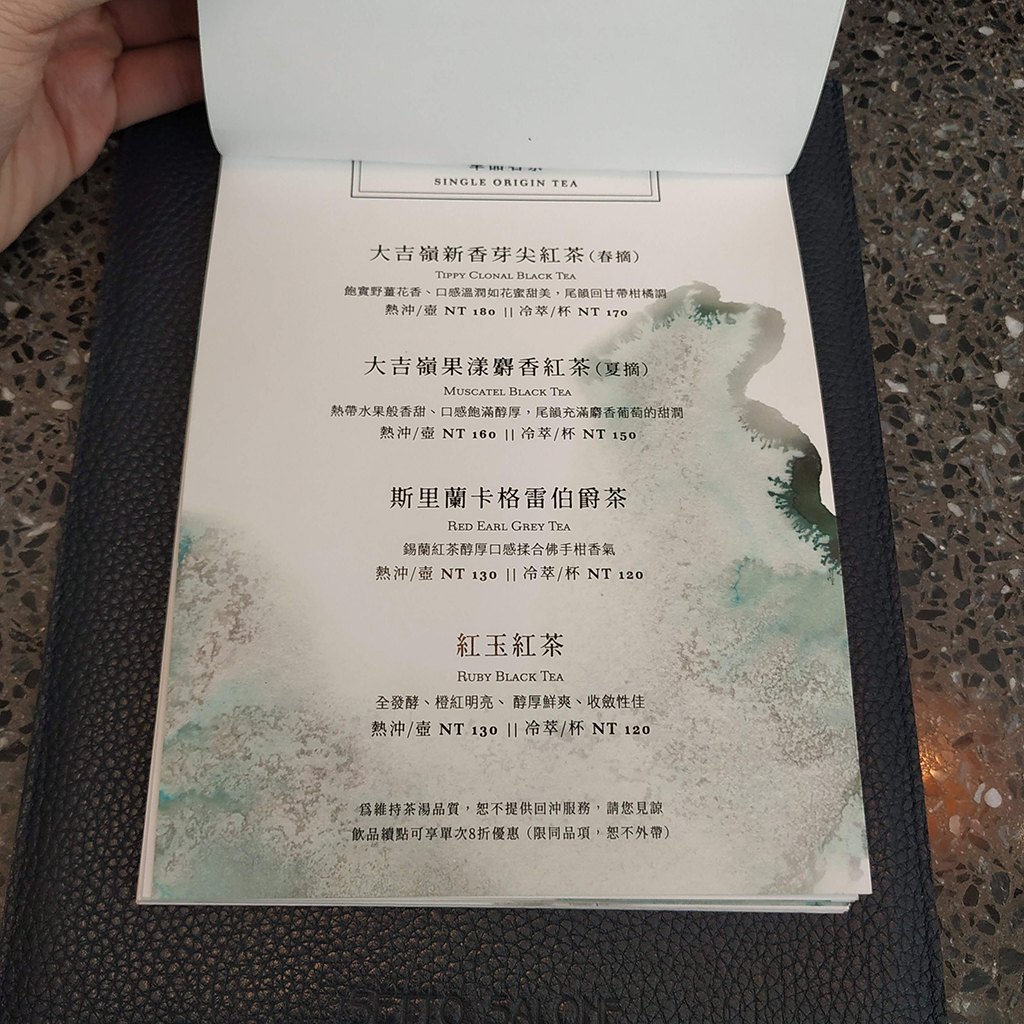 SINGLE ORIGIN TEA
大吉嶺新香芽尖紅茶(春摘)
TIPPY CLONAL BLACK TEA
飽實野薑花香、口感溫潤如花蜜甜美，尾韻回甘帶柑橘調
熱沖/壺 NT 180 || 冷萃/杯 NT 170
大吉嶺果漾麝香紅茶(夏摘)
MUSCATEL BLACK TEA
熱帶水果般香甜、口感飽滿醇厚，尾韻充滿麝香葡萄的甜潤
熱沖/壺 NT 160 || 冷萃/杯 NT 150
斯里蘭卡格雷伯爵茶
RED EARL GREY TEA
錫蘭紅茶醇厚口感揉合佛手柑香氣
熱沖/壺 NT 130 || 冷萃/杯 NT 120
紅玉紅茶
RUBY BLACK TEA
全發酵、橙紅明亮、醇厚鮮爽、收斂性佳
熱沖/壺 NT 130 || 冷萃/杯 NT 120
爲維持茶湯品質，恕不提供回沖服務，請您見諒
飲品續點可享單次8折優惠（限同品項，恕不外帶）